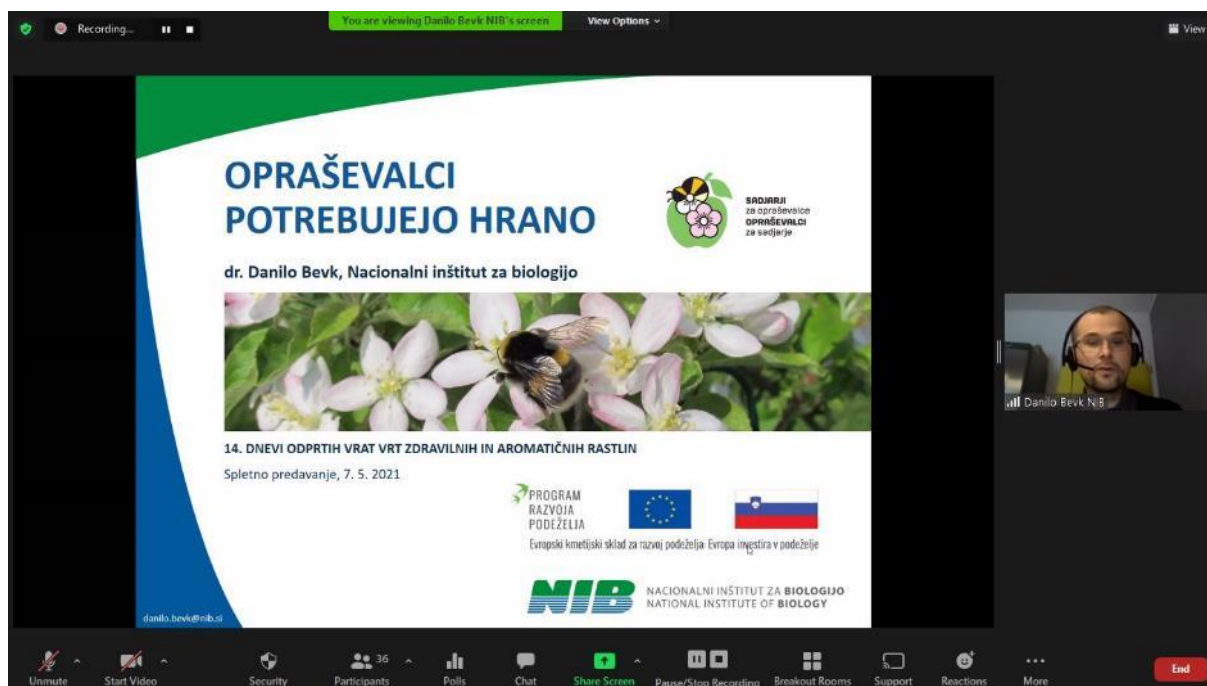 Recording...
You are viewing Danilo Bevk NIB's screen
View Options
View
OPRAŠEVALCI
POTREBUJEJO HRANO
SADJARJI
za opraševalce
OPRAŠEVALCI
za sadjarje
dr. Danilo Bevk, Nacionalni inštitut za biologijo
Danilo Bevk NIB
14. DNEVI ODPRTIH VRAT VRT ZDRAVILNIH IN AROMATIČNIH RASTLIN
Spletno predavanje, 7. 5. 2021
PROGRAM
RAZVOJA
PODEŽELJA
Evropski kmetijski sklad za razvoj podeželja: Evropa investira v podeželje
NIB
NACIONALNI INŠTITUT ZA BIOLOGIJO
NATIONAL INSTITUTE OF BIOLOGY
danilo.bevk@nib.si
Unmute
Start Video
Security
36
Participants
Polls
Chat
Share Screen
Pause/Stop Recording
Breakout Rooms
Support
Reactions
More
End